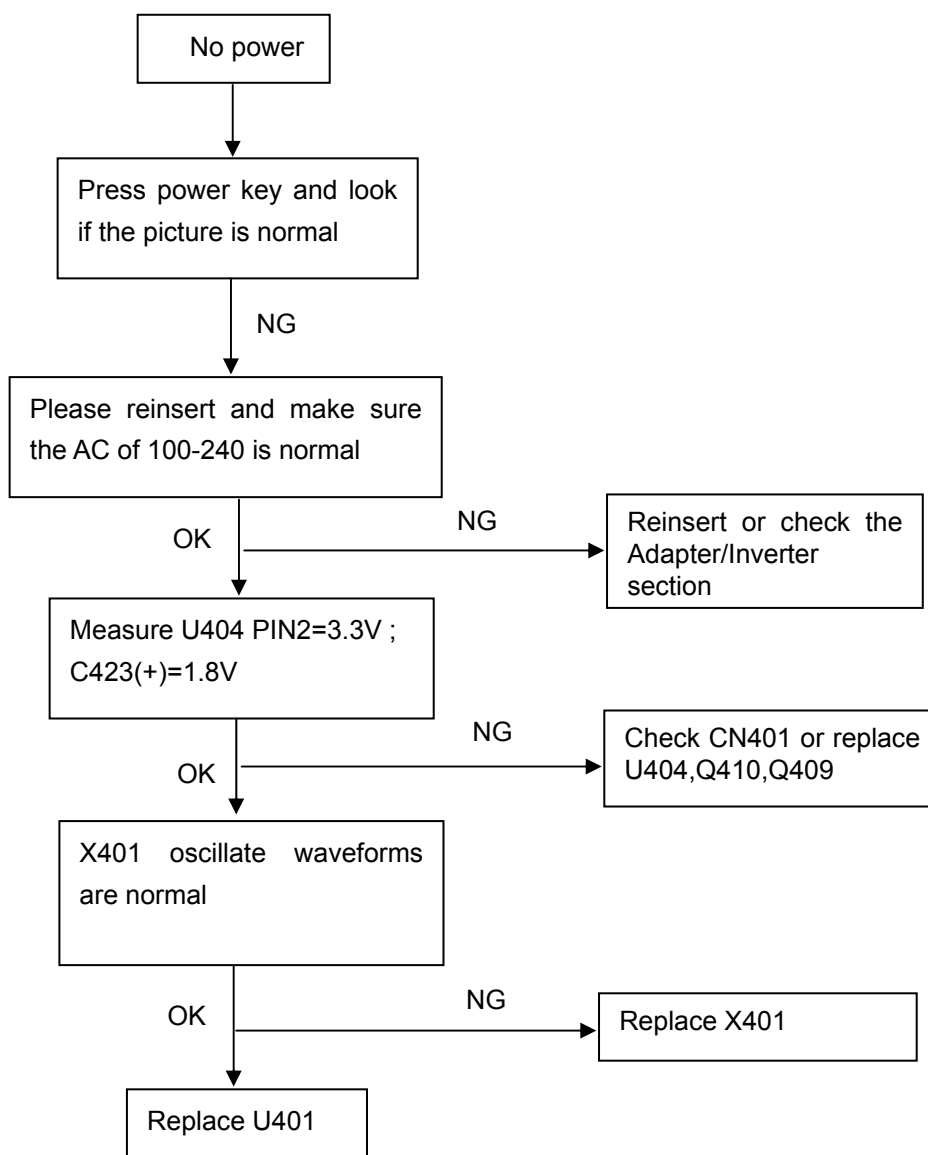 No power
Press power key and look
if the picture is normal
NG
Please reinsert and make sure
the AC of 100-240 is normal
OK
NG
Reinsert or check the
Adapter/Inverter
section
Measure U404 PIN2=3.3V ;
C423(+)=1.8V
OK
NG
Check CN401 or replace
U404,Q410,Q409
X401 oscillate waveforms
are normal
OK
NG
Replace X401
Replace U401